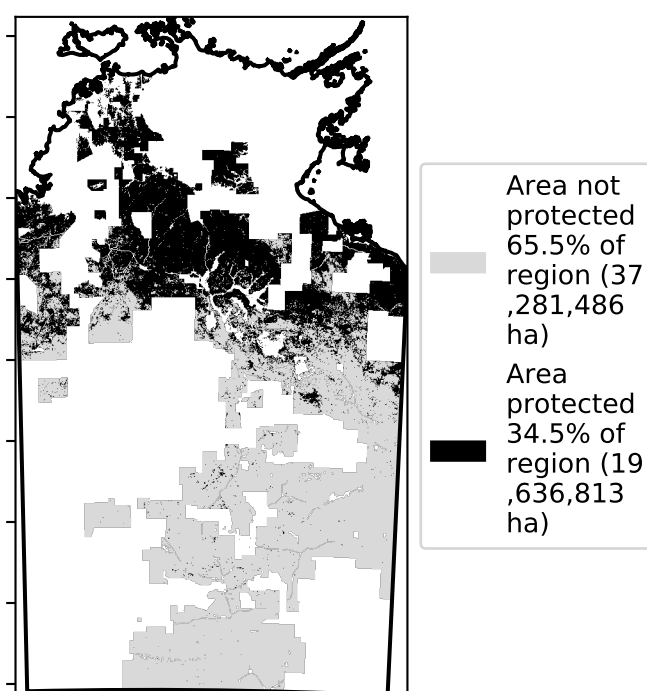 Area not
protected
65.5% of
region (37
,281,486
ha)
Area
protected
34.5% of
region (19
,636,813
ha)